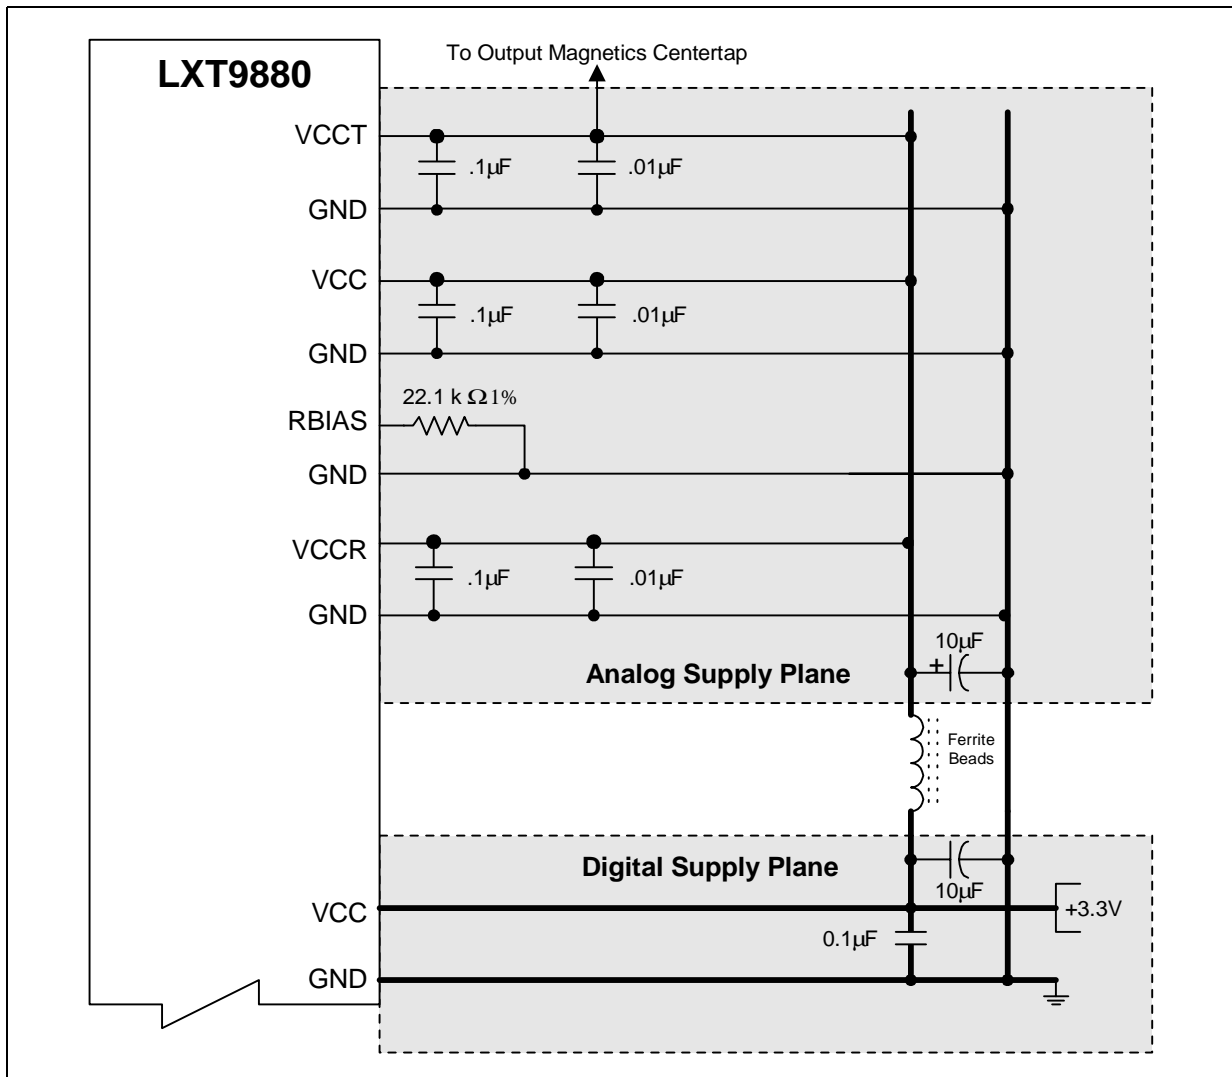 To Output Magnetics Centertap
LXT9880
VCCT
.1µF
.01µF
GND
VCC
.1µF
.01µF
GND
22.1 k Ω 1%
RBIAS
GND
VCCR
.1µF
.01µF
GND
10µF
+
Analog Supply Plane
Ferrite
Beads
Digital Supply Plane
10µF
VCC
+3.3V
0.1µF
GND